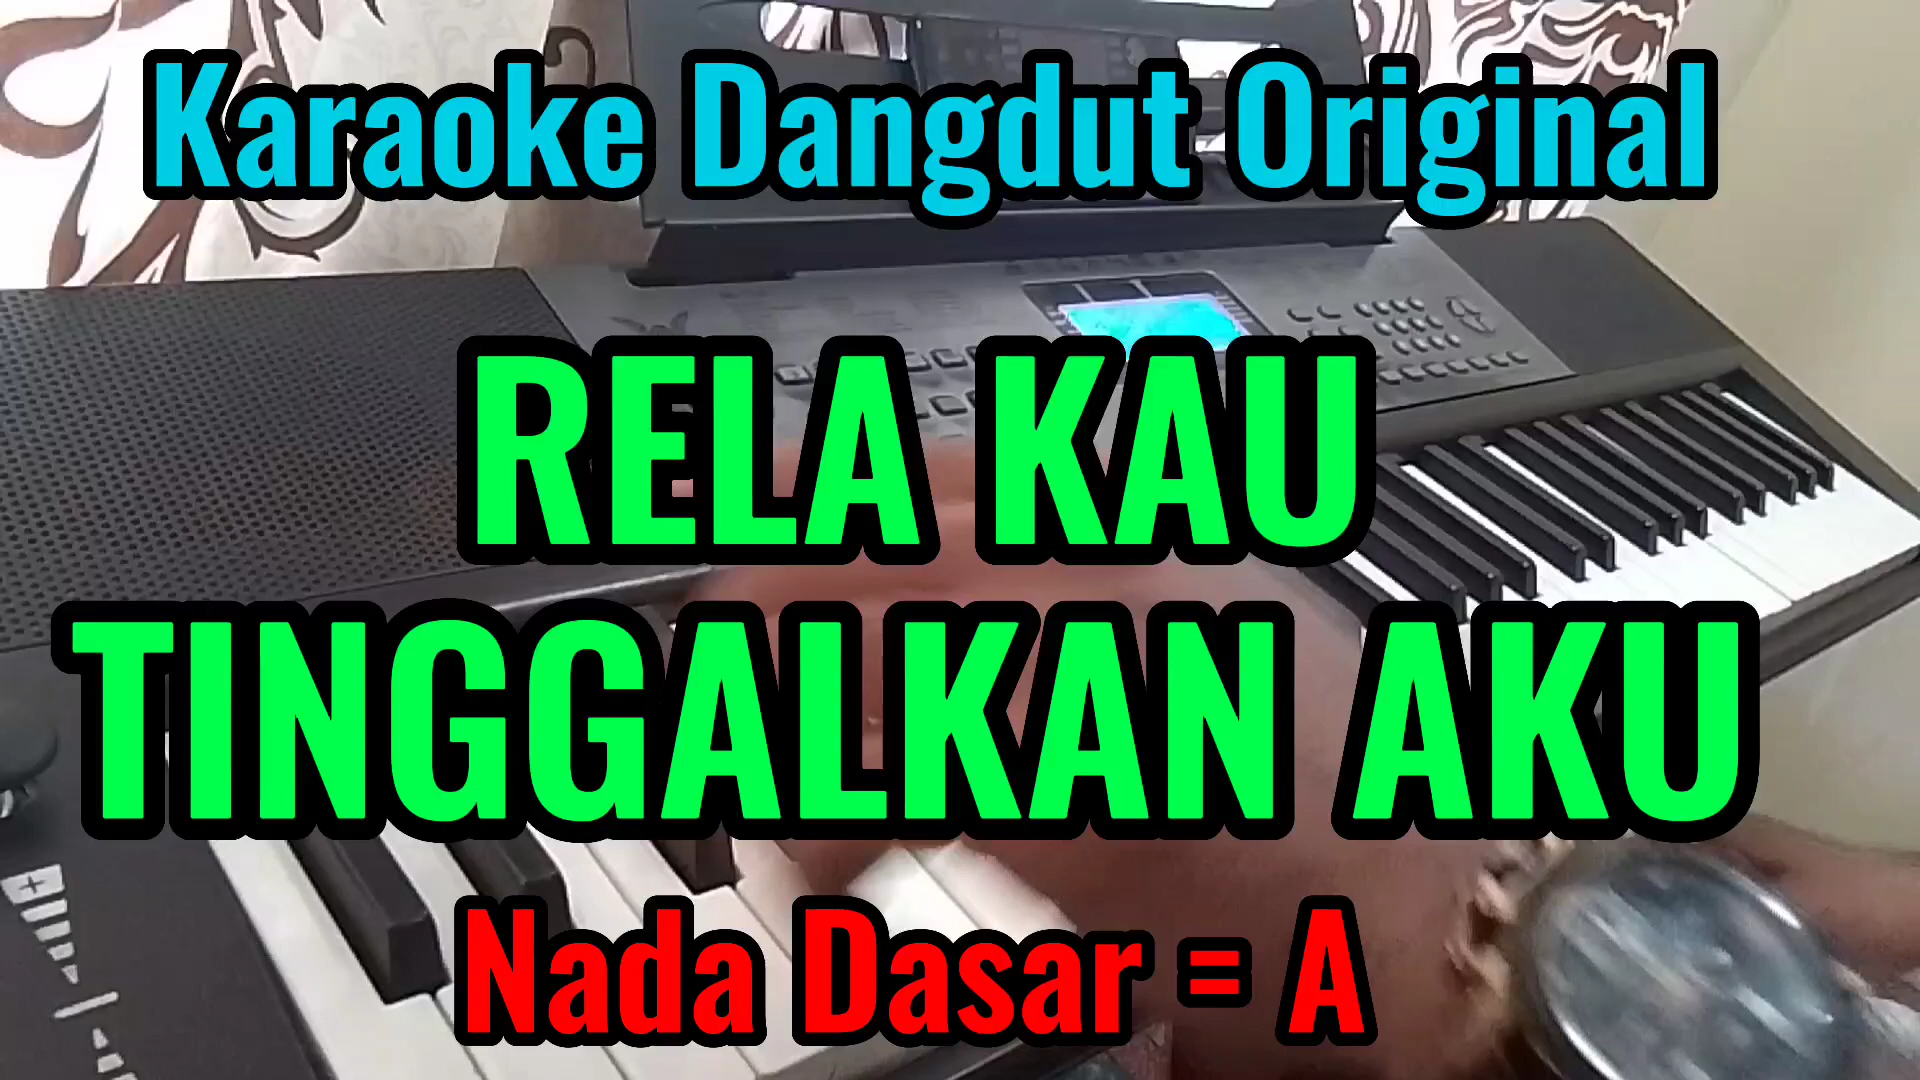 Karaoke Dangdut Original
RELA KAU
TINGGALKAN AKU
Nada Dasar = A